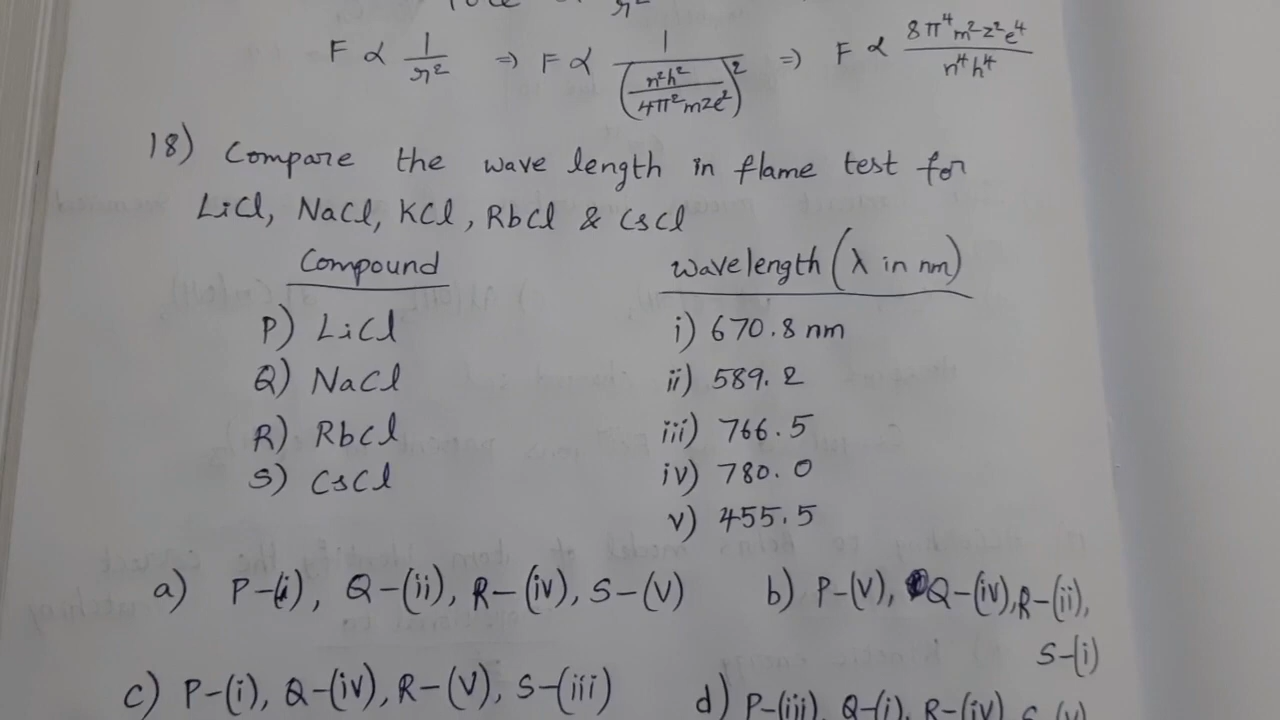 F ∝ 1/r² ⇒ F ∝ 1/(n²h²/4π²mze²)² ⇒ F ∝ 8π⁴m²z²e⁴/n⁴h⁴
18) Compare the wave length in flame test for
LiCl, NaCl, KCl, RbCl & CsCl
Compound wavelength (λ in nm)
P) LiCl i) 670.8 nm
Q) NaCl ii) 589.2
R) RbCl iii) 766.5
S) CsCl iv) 780.0
v) 455.5
a) P-(i), Q-(ii), R-(iv), S-(V) b) P-(V), Q-(iv), R-(ii),
S-(i)
c) P-(i), Q-(iv), R-(V), S-(iii) d) P-(iii), Q-(i), R-(iv)